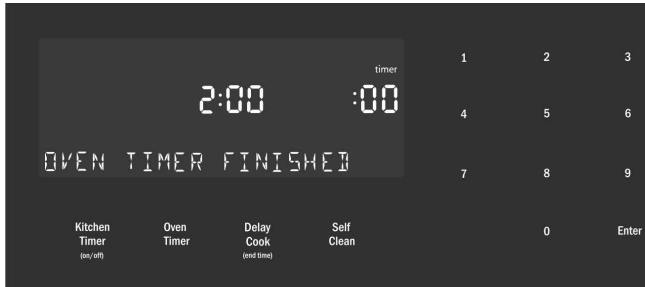 timer
2:00 :00
OVEN TIMER FINISHED
1 2 3
4 5 6
7 8 9
0 Enter
Kitchen Timer (on/off)
Oven Timer
Delay Cook (end time)
Self Clean